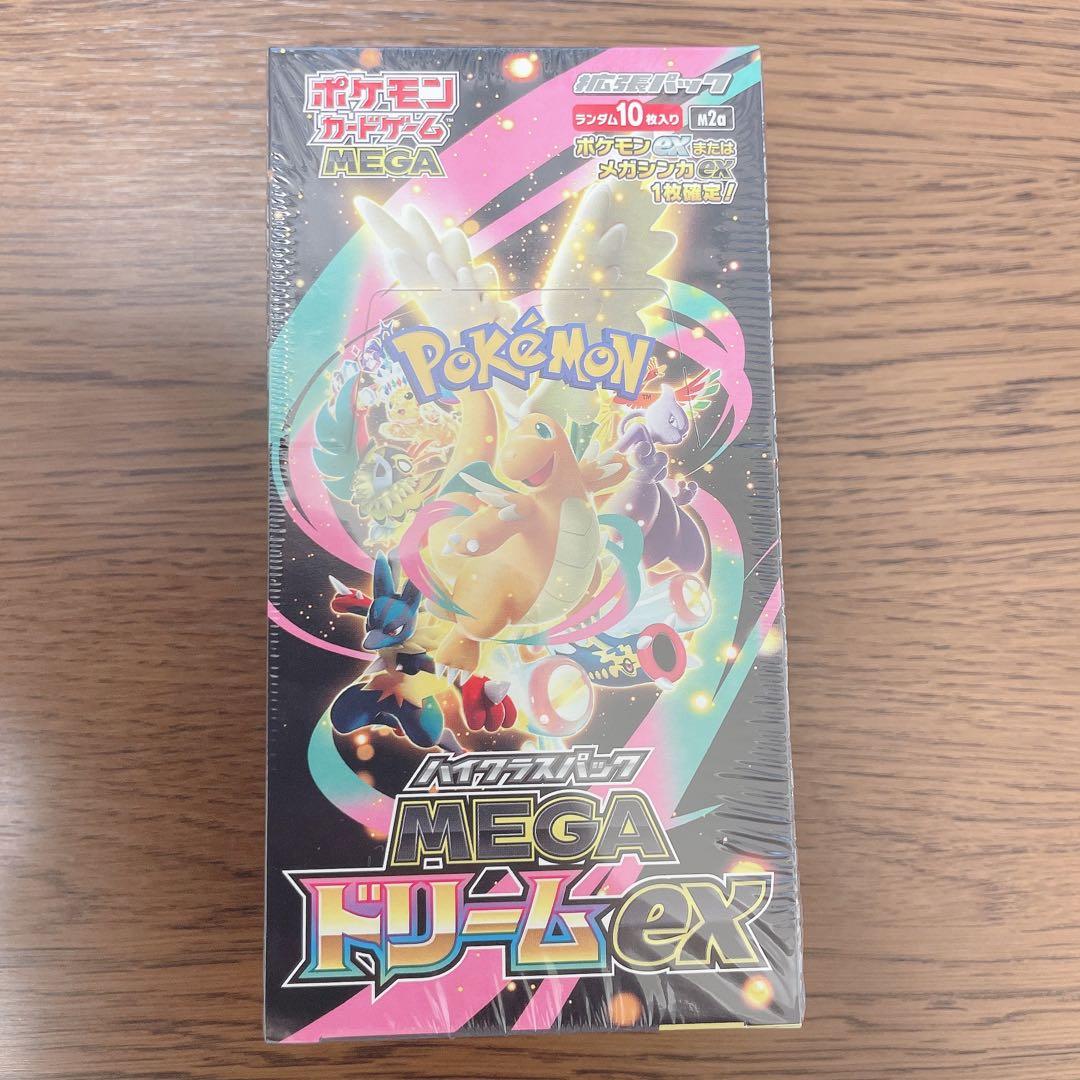 ポケモン
カードゲーム™
MEGA
拡張パック
ランダム10枚入り M2a
ポケモンexまたは
メガシンカex
1枚確定!
POKéMON™
ハイクラスパック
MEGA
ドリームex